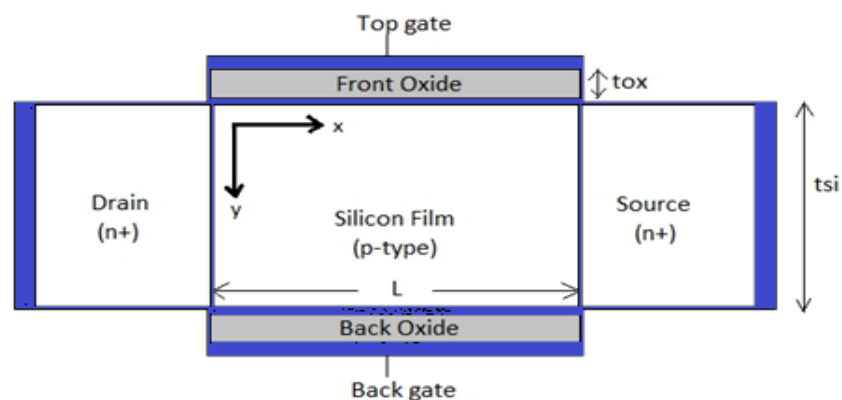 Top gate
Front Oxide
tox
x
Drain
(n+)
y
Silicon Film
(p-type)
Source
(n+)
tsi
L
Back Oxide
Back gate